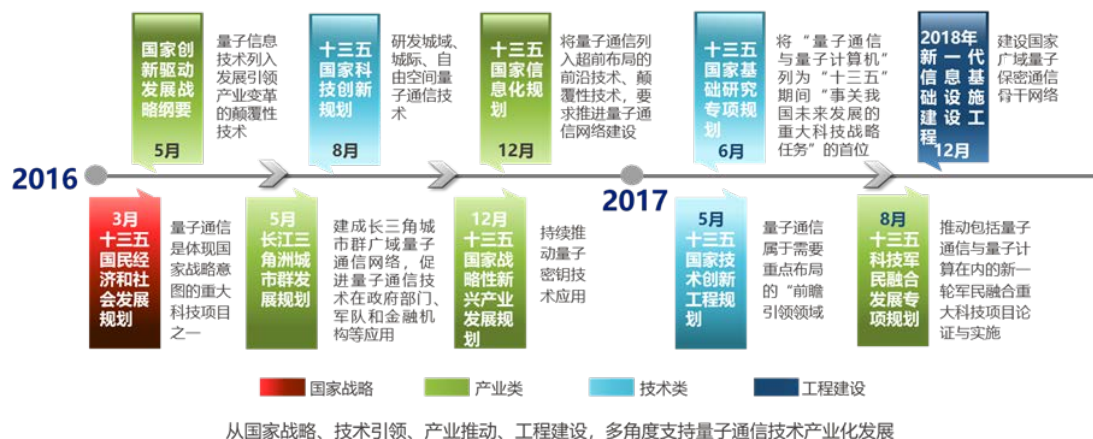 国家创
新驱动
发展战
略纲要
5月
量子信息
技术列入
发展引领
产业变革
的颠覆性
技术
十三五
国家科
技创新
规划
8月
研发城域、
城际、自
由空间量
子通信技
术
十三五
国家信
息化规
划
12月
将量子通信列
入超前布局的
前沿技术、颠
覆性技术，要
求推进量子通
信网络建设
十三五
国家基
础研究
专项规
划
6月
将“量子通信
与量子计算机”
列为“十三五”
期间“事关我
国未来发展的
重大科技战略
任务”的首位
2018年
新一代
信息基
础设施
建设工
程
12月
建设国家
广域量子
保密通信
骨干网络
2016
2017
3月
十三五
国民经
济和社
会发展
规划
量子通信
是体现国
家战略意
图的重大
科技项目
之一
5月
长江三
角洲城
市群发
展规划
建成长三角城
市群广域量子
通信网络，促
进量子通信技
术在政府部门、
军队和金融机
构等应用
12月
十三五
国家战
略性新
兴产业
发展规
划
持续推
动量子
密钥技
术应用
5月
十三五
国家技
术创新
工程规
划
量子通信
属于需要
重点布局
的“前瞻
引领领域
8月
十三五
科技军
民融合
发展专
项规划
推动包括量子
通信与量子计
算在内的新一
轮军民融合重
大科技项目论
证与实施
国家战略
产业类
技术类
工程建设
从国家战略、技术引领、产业推动、工程建设，多角度支持量子通信技术产业化发展